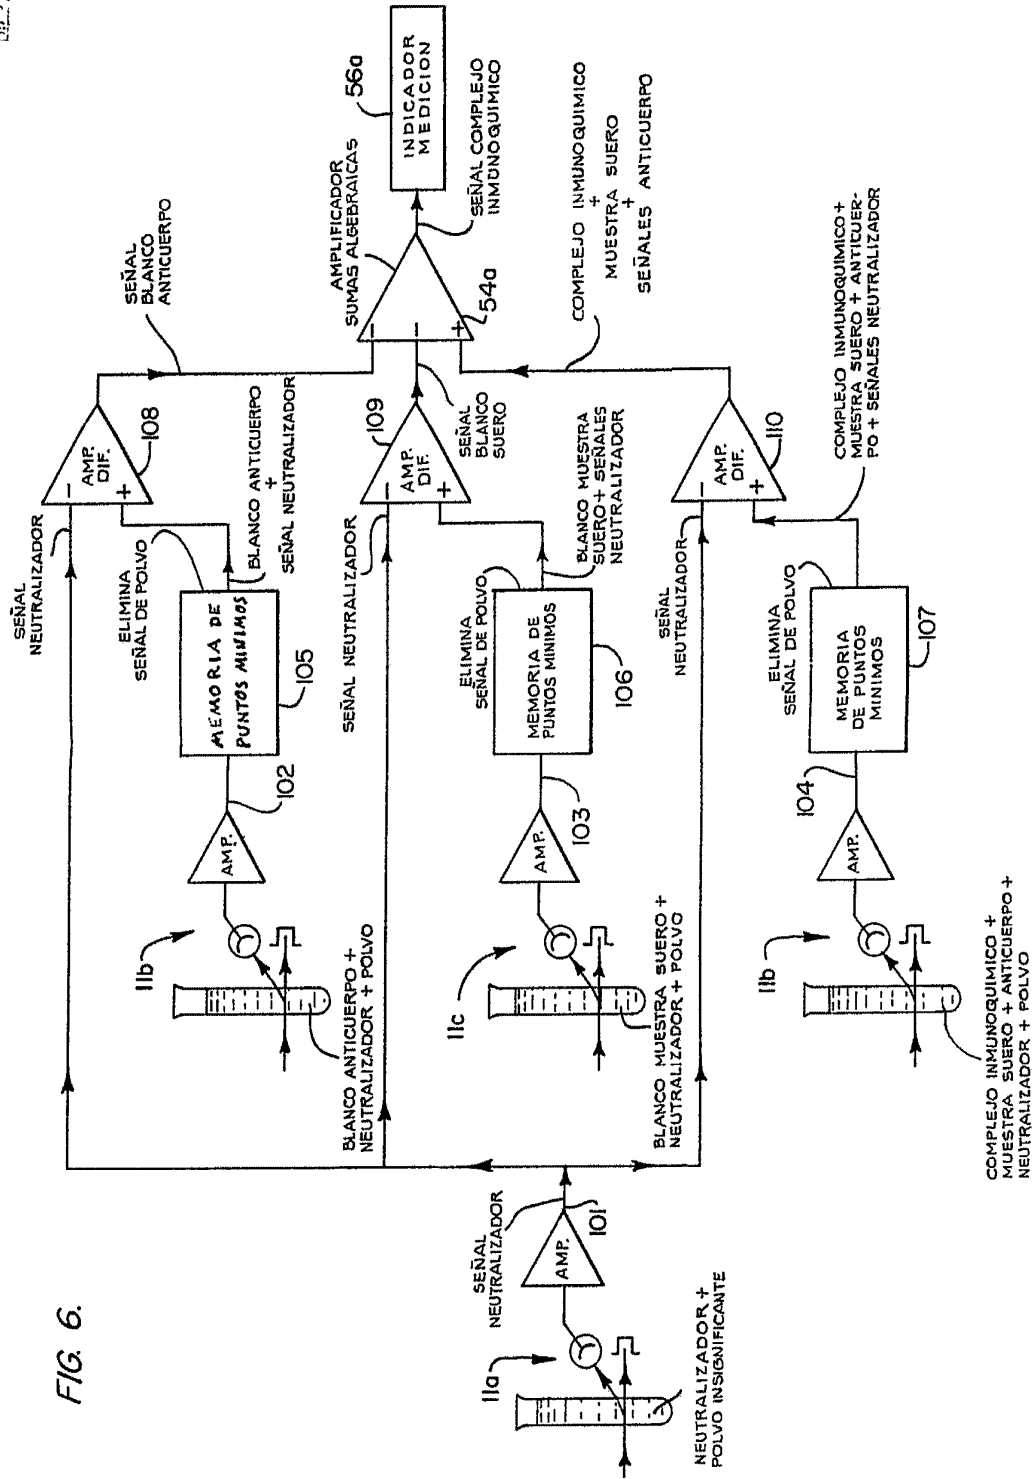 FIG. 6.
11a
NEUTRALIZADOR +
POLVO INSIGNIFICANTE
AMP.
SEÑAL
NEUTRALIZADOR
101
SEÑAL
NEUTRALIZADOR
11b
BLANCO ANTICUERPO +
NEUTRALIZADOR + POLVO
AMP.
102
MEMORIA DE
PUNTOS MINIMOS
105
ELIMINA
SEÑAL DE POLVO
BLANCO ANTICUERPO
+
SEÑAL NEUTRALIZADOR
-
+
AMP.
DIF.
108
SEÑAL
BLANCO
ANTICUERPO
SEÑAL NEUTRALIZADOR
11c
BLANCO MUESTRA SUERO +
NEUTRALIZADOR + POLVO
AMP.
103
MEMORIA DE
PUNTOS MINIMOS
106
ELIMINA
SEÑAL DE POLVO
BLANCO MUESTRA
SUERO + SEÑALES
NEUTRALIZADOR
-
+
AMP.
DIF.
109
SEÑAL
BLANCO
SUERO
AMPLIFICADOR
SUMAS ALGEBRAICAS
-
-
+
54a
SEÑAL COMPLEJO
INMUNOQUIMICO
INDICADOR
MEDICION
56a
SEÑAL
NEUTRALIZADOR
11b
COMPLEJO INMUNOQUIMICO +
MUESTRA SUERO + ANTICUERPO +
NEUTRALIZADOR + POLVO
AMP.
104
MEMORIA
DE PUNTOS
MINIMOS
107
ELIMINA
SEÑAL DE POLVO
COMPLEJO INMUNOQUIMICO +
MUESTRA SUERO + ANTICUER-
PO + SEÑALES NEUTRALIZADOR
-
+
AMP.
DIF.
110
COMPLEJO INMUNOQUIMICO
+
MUESTRA SUERO
+
SEÑALES ANTICUERPO